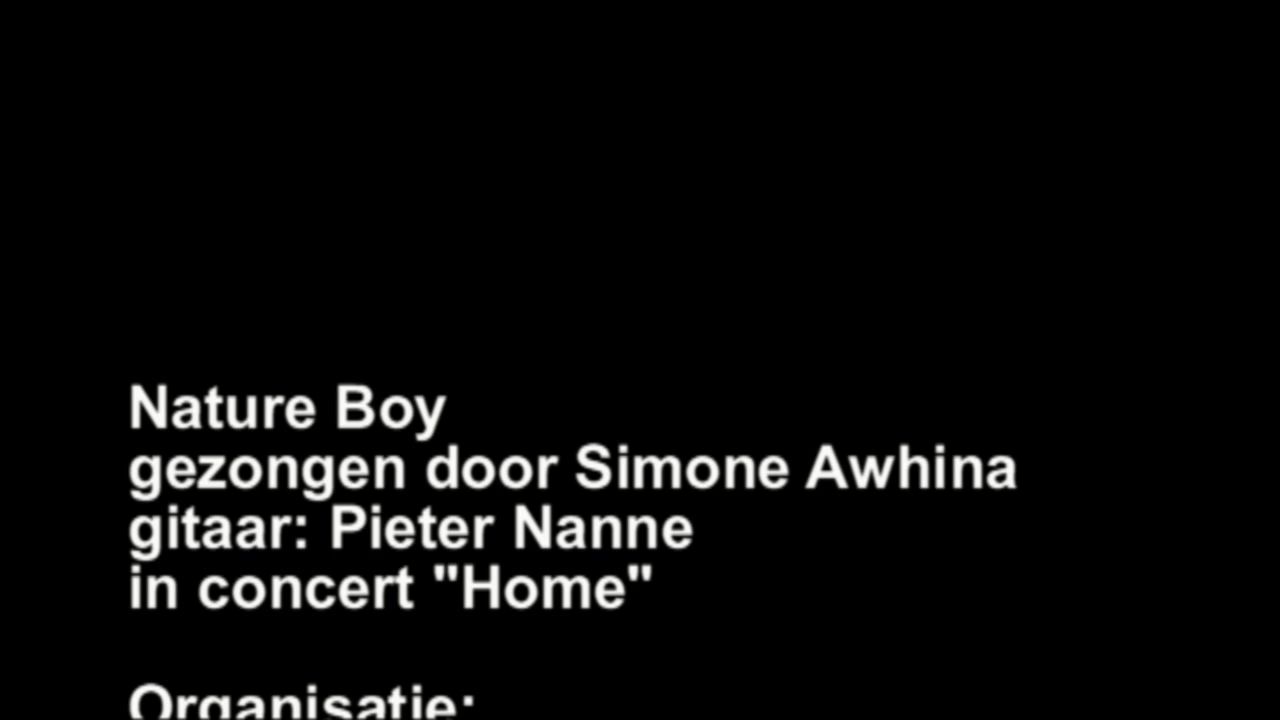 Nature Boy
gezongen door Simone Awhina
gitaar: Pieter Nanne
in concert "Home"
Organisatie: